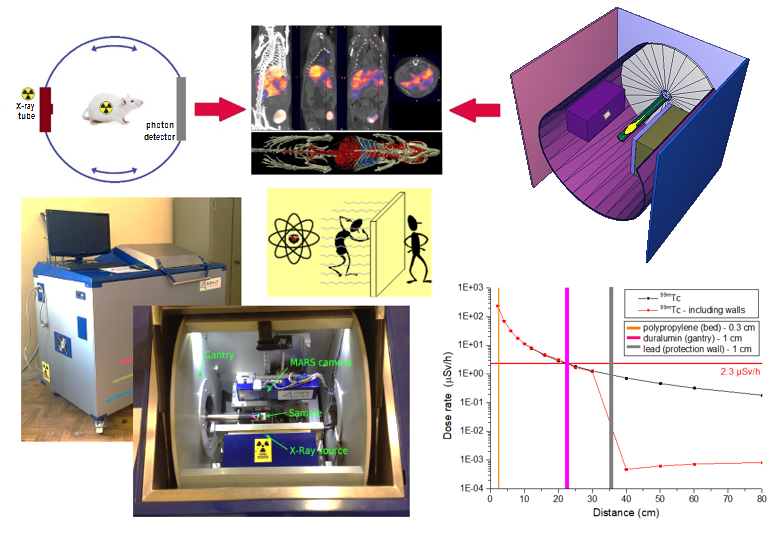 X-ray
tube
photon
detector
Gantry
MARS camera
Sample
X-Ray source
1E+03
1E+02
1E+01
1E+00
1E-01
1E-02
1E-03
1E-04
Dose rate (μSv/h)
99mTc
99mTc - including walls
polypropylene (bed) - 0.3 cm
duralumin (gantry) - 1 cm
lead (protection wall) - 1 cm
2.3 μSv/h
0 10 20 30 40 50 60 70 80
Distance (cm)